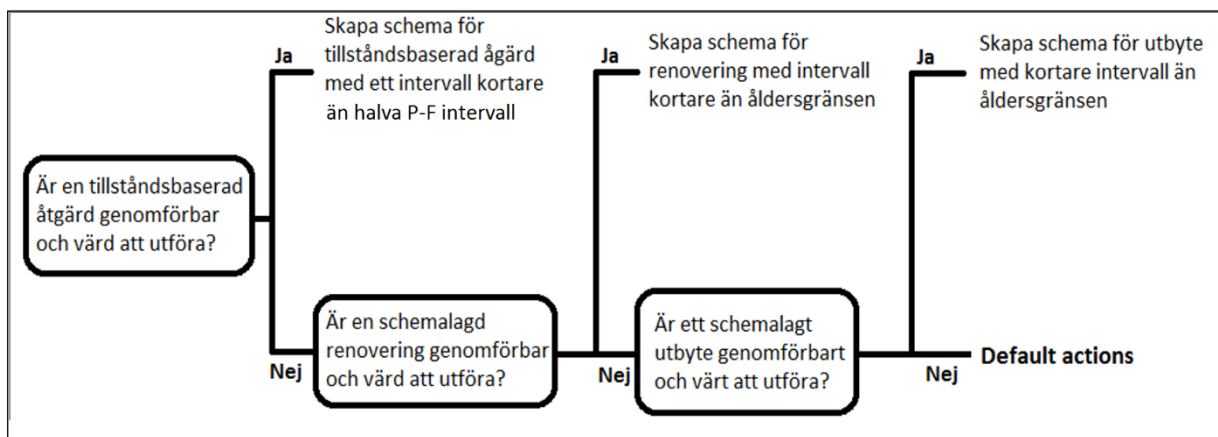 Är en tillståndsbaserad
åtgärd genomförbar
och värd att utföra?
Ja
Skapa schema för
tillståndsbaserad ågärd
med ett intervall kortare
än halva P-F intervall
Nej
Är en schemalagd
renovering genomförbar
och värd att utföra?
Ja
Skapa schema för
renovering med intervall
kortare än åldersgränsen
Nej
Är ett schemalagt
utbyte genomförbart
och värt att utföra?
Ja
Skapa schema för utbyte
med kortare intervall än
åldersgränsen
Nej
Default actions